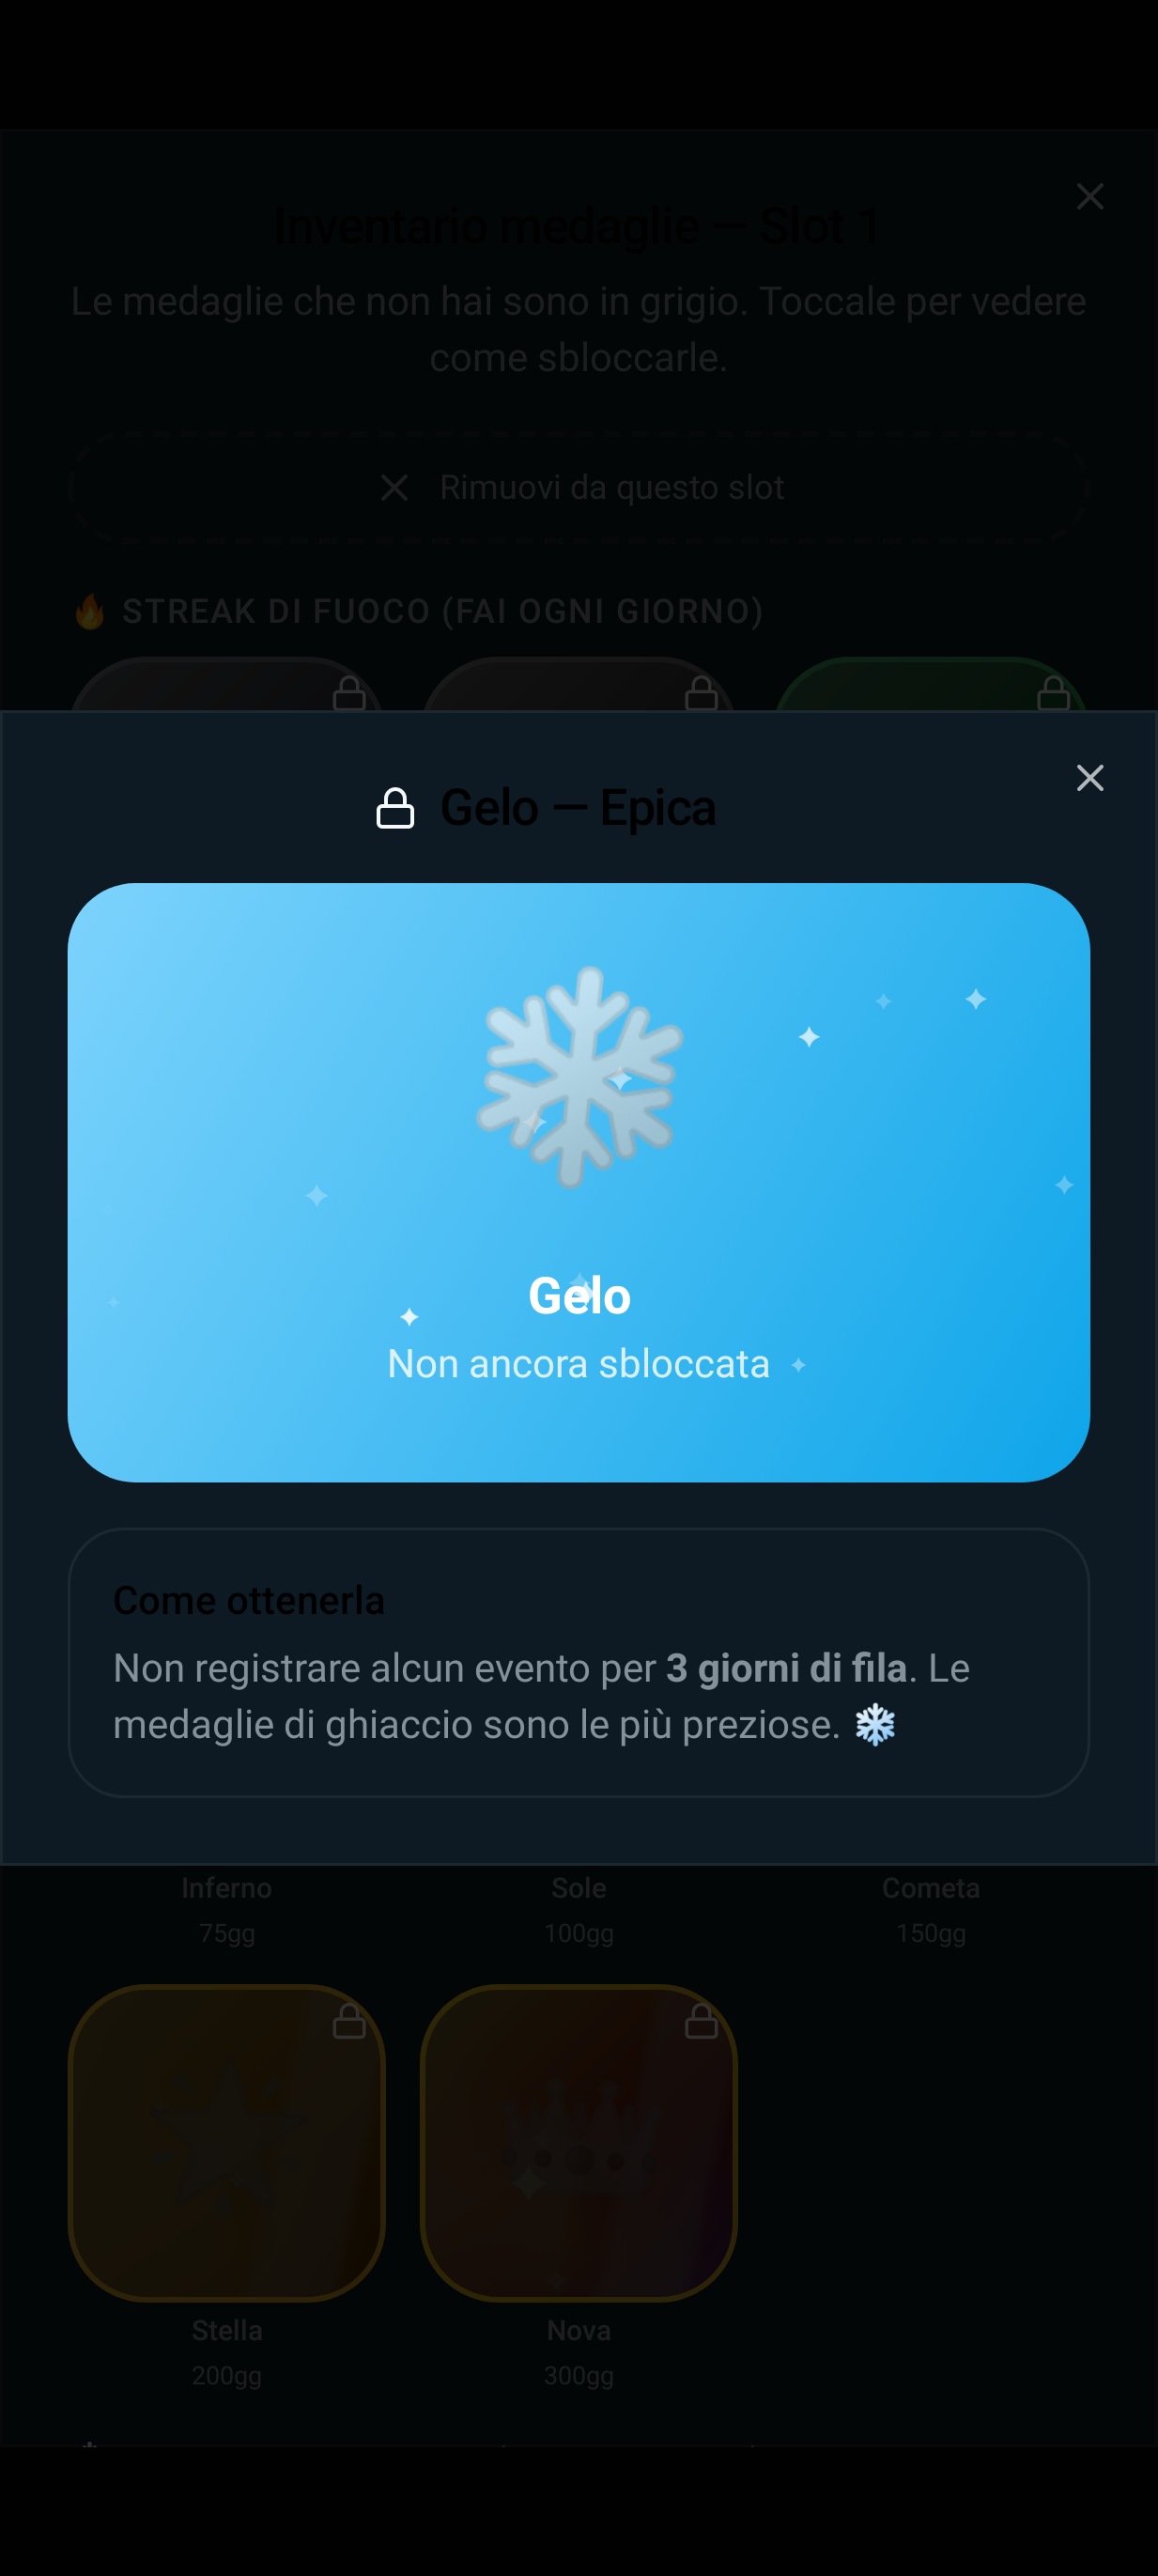 Inventario medaglie — Slot 1
Le medaglie che non hai sono in grigio. Toccale per vedere
come sbloccarle.
Rimuovi da questo slot
🔥 STREAK DI FUOCO (FAI OGNI GIORNO)
Gelo — Epica
Gelo
Non ancora sbloccata
Come ottenerla
Non registrare alcun evento per 3 giorni di fila. Le
medaglie di ghiaccio sono le più preziose. ❄️
Inferno Sole Cometa
75gg 100gg 150gg
Stella Nova
200gg 300gg